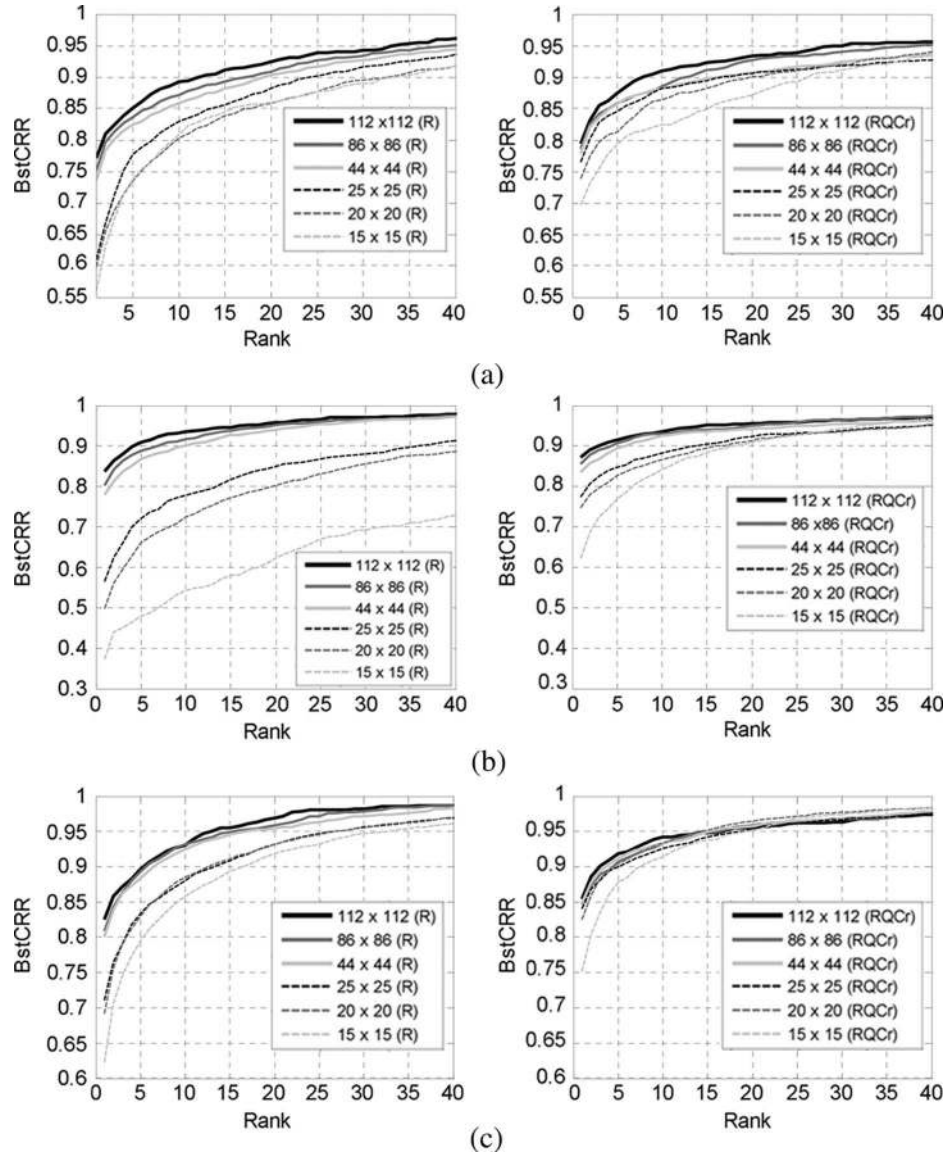 1
0.95
0.9
0.85
0.8
0.75
0.7
0.65
0.6
0.55
BstCRR
5 10 15 20 25 30 35 40
Rank
112 x112 (R)
86 x 86 (R)
44 x 44 (R)
25 x 25 (R)
20 x 20 (R)
15 x 15 (R)
1
0.95
0.9
0.85
0.8
0.75
0.7
0.65
0.6
0.55
BstCRR
0 5 10 15 20 25 30 35 40
Rank
112 x 112 (RQCr)
86 x 86 (RQCr)
44 x 44 (RQCr)
25 x 25 (RQCr)
20 x 20 (RQCr)
15 x 15 (RQCr)
(a)
1
0.9
0.8
0.7
0.6
0.5
0.4
0.3
BstCRR
0 5 10 15 20 25 30 35 40
Rank
112 x 112 (R)
86 x 86 (R)
44 x 44 (R)
25 x 25 (R)
20 x 20 (R)
15 x 15 (R)
1
0.9
0.8
0.7
0.6
0.5
0.4
0.3
BstCRR
0 5 10 15 20 25 30 35 40
Rank
112 x 112 (RQCr)
86 x86 (RQCr)
44 x 44 (RQCr)
25 x 25 (RQCr)
20 x 20 (RQCr)
15 x 15 (RQCr)
(b)
1
0.95
0.9
0.85
0.8
0.75
0.7
0.65
0.6
BstCRR
0 5 10 15 20 25 30 35 40
Rank
112 x 112 (R)
86 x 86 (R)
44 x 44 (R)
25 x 25 (R)
20 x 20 (R)
15 x 15 (R)
1
0.95
0.9
0.85
0.8
0.75
0.7
0.65
0.6
BstCRR
0 5 10 15 20 25 30 35 40
Rank
112 x 112 (RQCr)
86 x 86 (RQCr)
44 x 44 (RQCr)
25 x 25 (RQCr)
20 x 20 (RQCr)
15 x 15 (RQCr)
(c)